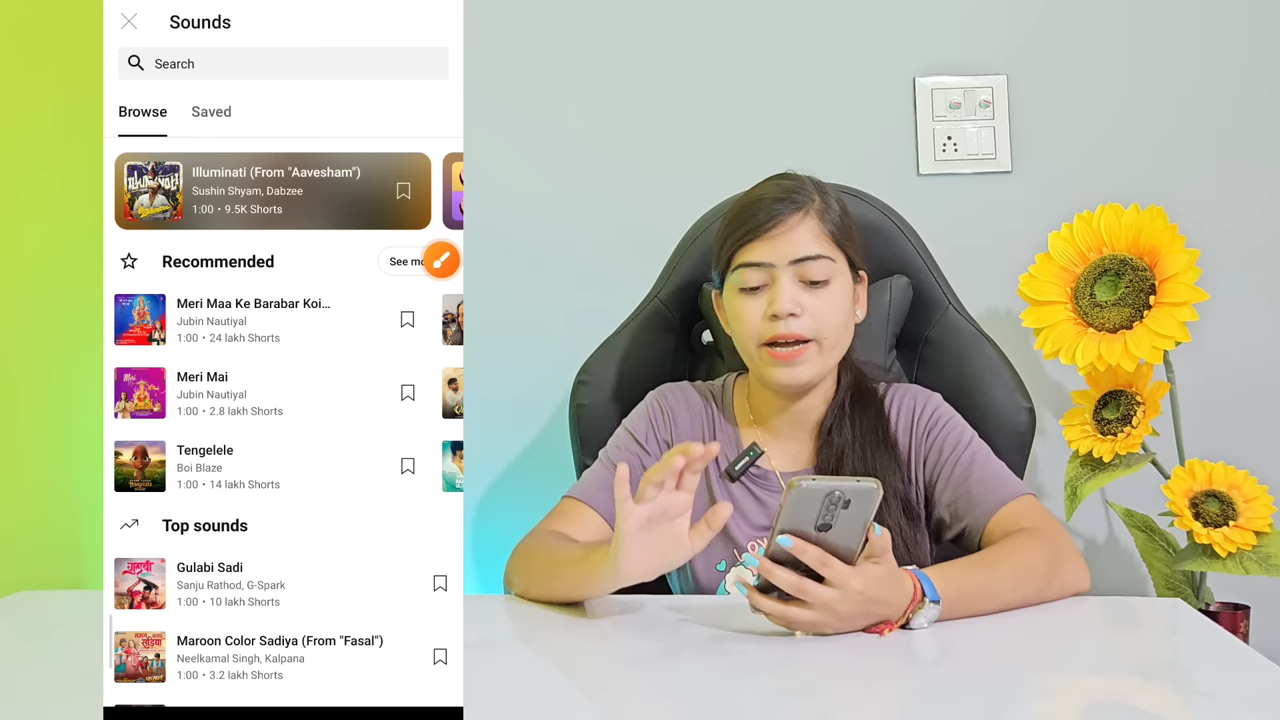 Sounds
Search
Browse
Saved
Illuminati (From "Aavesham")
Sushin Shyam, Dabzee
1:00 • 9.5K Shorts
Recommended
See mo
Meri Maa Ke Barabar Koi...
Jubin Nautiyal
1:00 • 24 lakh Shorts
Meri Mai
Jubin Nautiyal
1:00 • 2.8 lakh Shorts
Tengelele
Boi Blaze
1:00 • 14 lakh Shorts
Top sounds
Gulabi Sadi
Sanju Rathod, G-Spark
1:00 • 10 lakh Shorts
Maroon Color Sadiya (From "Fasal")
Neelkamal Singh, Kalpana
1:00 • 3.2 lakh Shorts